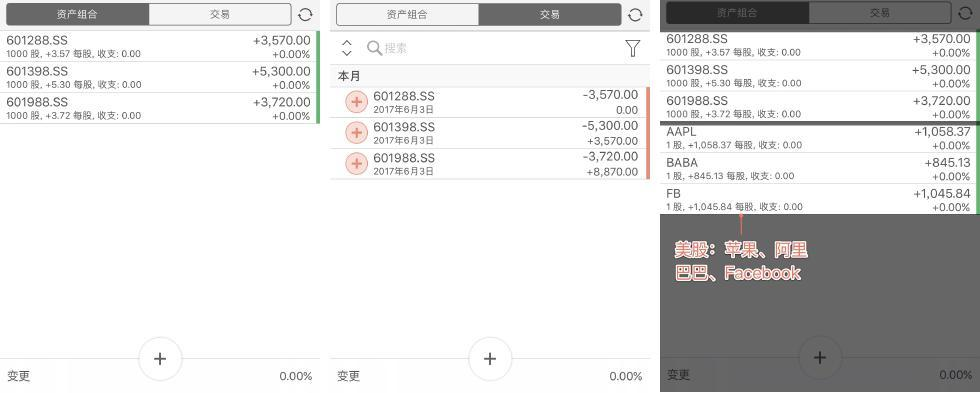 资产组合
交易
601288.SS
+3,570.00
1000 股, +3.57 每股, 收支: 0.00
+0.00%
601398.SS
+5,300.00
1000 股, +5.30 每股, 收支: 0.00
+0.00%
601988.SS
+3,720.00
1000 股, +3.72 每股, 收支: 0.00
+0.00%
变更
0.00%
资产组合
交易
搜索
本月
601288.SS
-3,570.00
2017年6月3日
0.00
601398.SS
-5,300.00
2017年6月3日
+3,570.00
601988.SS
-3,720.00
2017年6月3日
+8,870.00
变更
0.00%
资产组合
交易
601288.SS
+3,570.00
1000 股, +3.57 每股, 收支: 0.00
+0.00%
601398.SS
+5,300.00
1000 股, +5.30 每股, 收支: 0.00
+0.00%
601988.SS
+3,720.00
1000 股, +3.72 每股, 收支: 0.00
+0.00%
AAPL
+1,058.37
1 股, +1,058.37 每股, 收支: 0.00
+0.00%
BABA
+845.13
1 股, +845.13 每股, 收支: 0.00
+0.00%
FB
+1,045.84
1 股, +1,045.84 每股, 收支: 0.00
+0.00%
美股：苹果、阿里
巴巴、Facebook
变更
0.00%